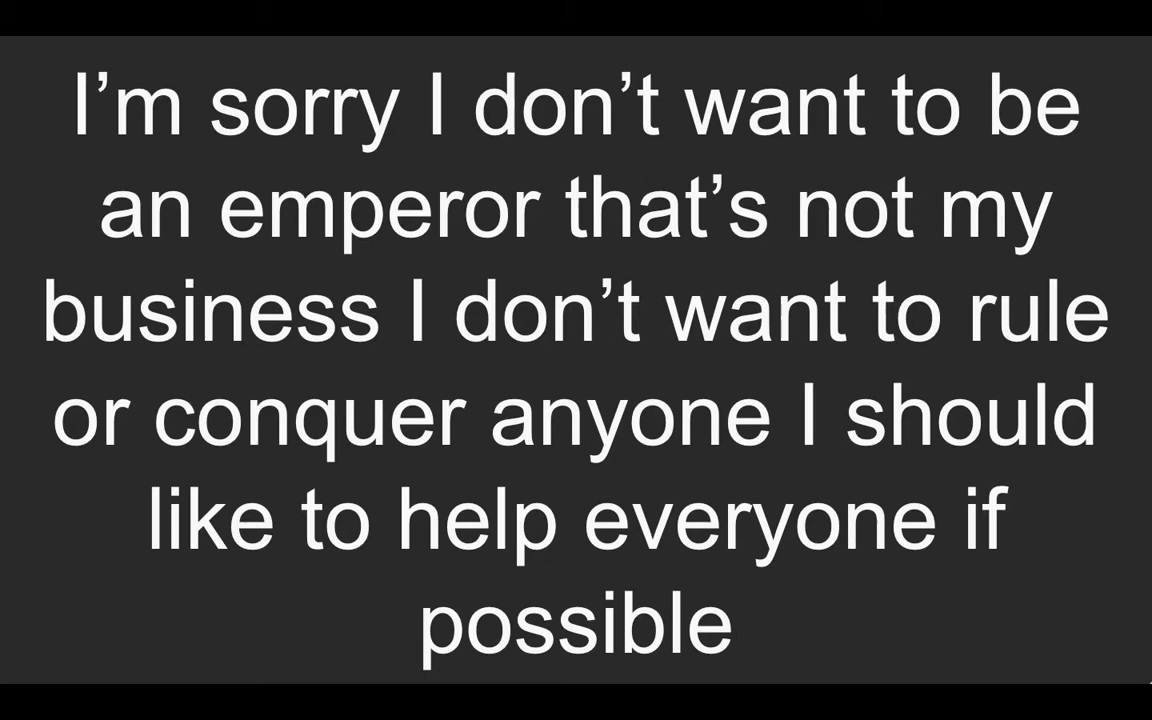 I’m sorry I don’t want to be
an emperor that’s not my
business I don’t want to rule
or conquer anyone I should
like to help everyone if
possible